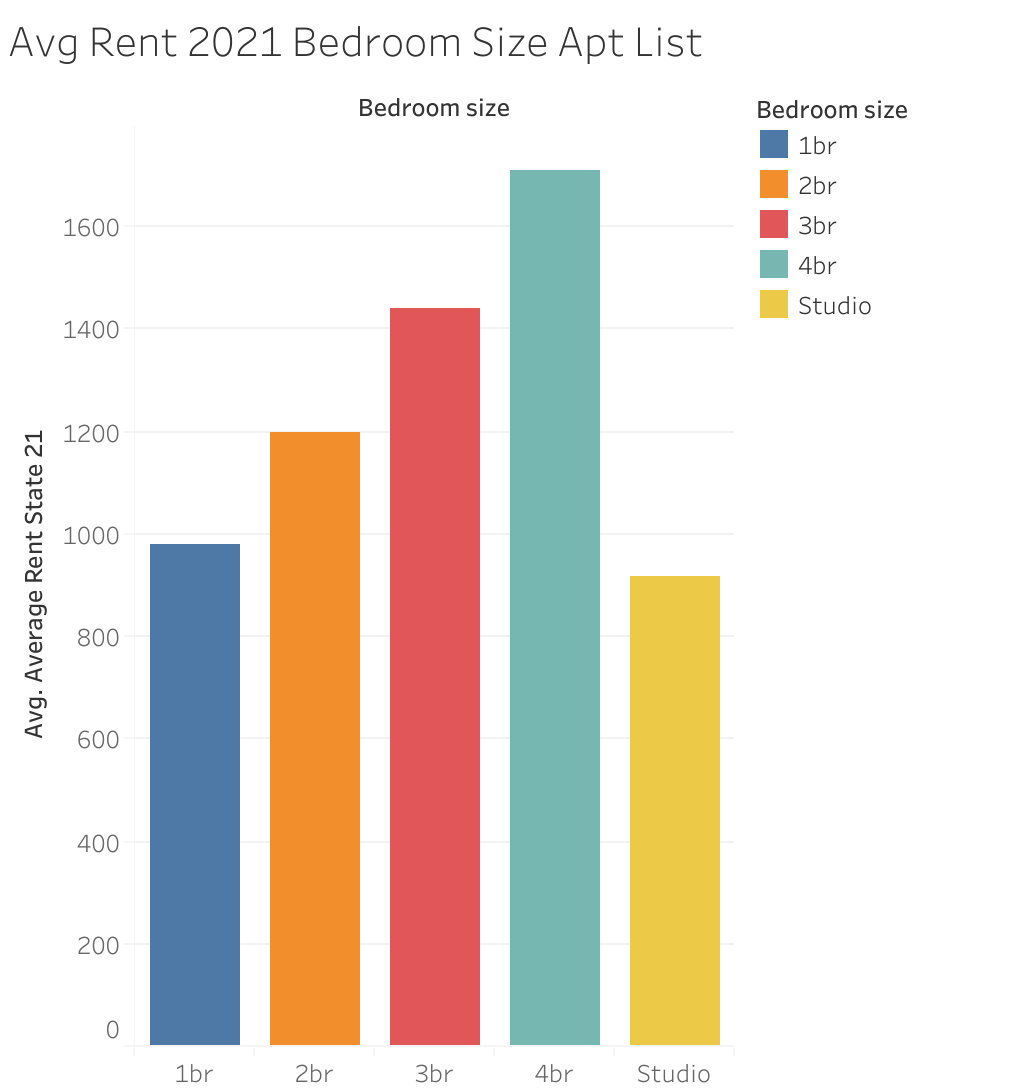 Avg Rent 2021 Bedroom Size Apt List
Bedroom size
Bedroom size
1br
2br
3br
4br
Studio
Avg. Average Rent State 21
1600
1400
1200
1000
800
600
400
200
0
1br
2br
3br
4br
Studio